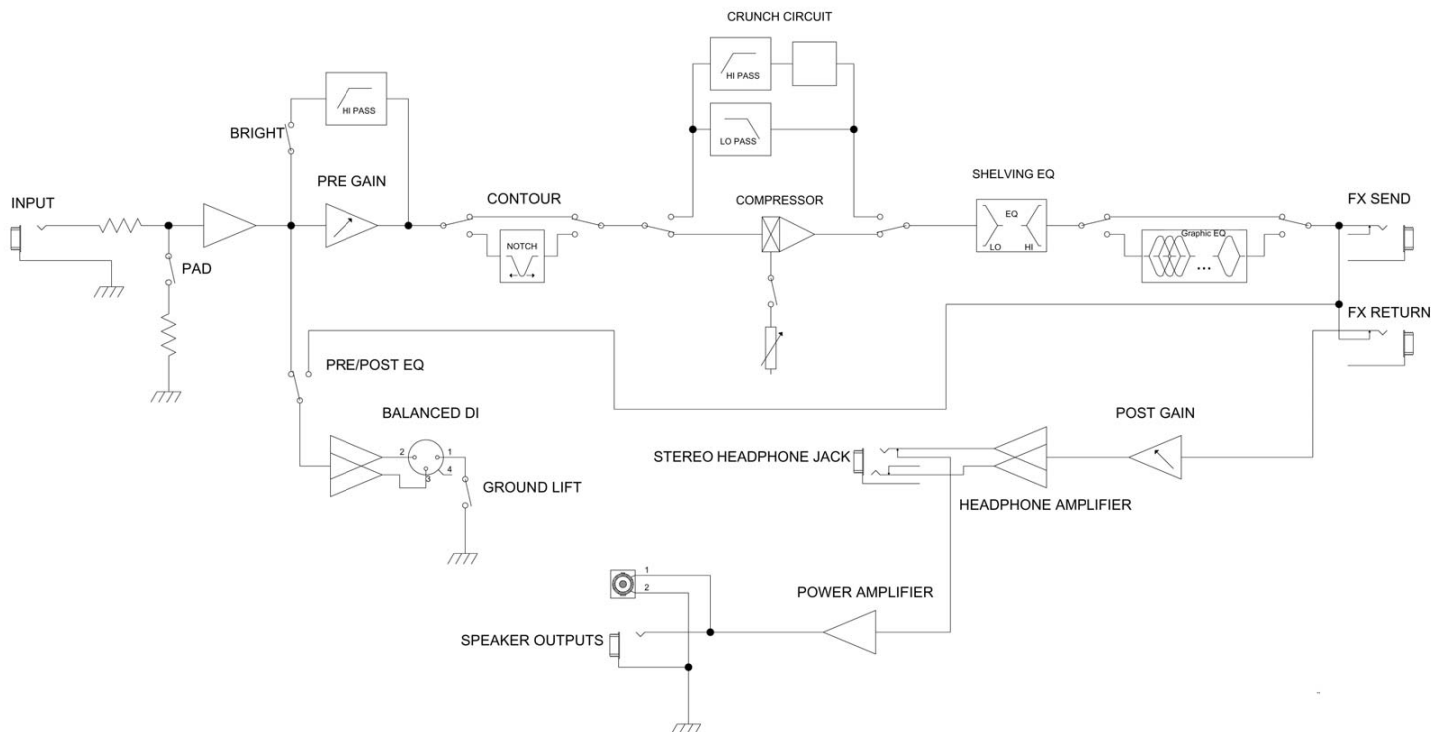 CRUNCH CIRCUIT
HI PASS
HI PASS
BRIGHT
LO PASS
PRE GAIN
SHELVING EQ
INPUT
CONTOUR
COMPRESSOR
FX SEND
EQ
LO HI
NOTCH
Graphic EQ
...
PAD
FX RETURN
PRE/POST EQ
BALANCED DI
POST GAIN
2 1
STEREO HEADPHONE JACK
4
3
GROUND LIFT
HEADPHONE AMPLIFIER
1
2
POWER AMPLIFIER
SPEAKER OUTPUTS